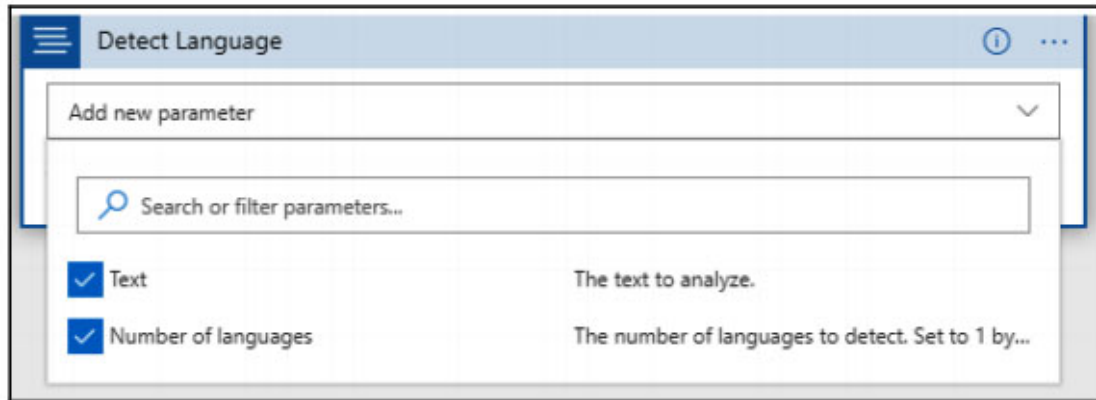 Detect Language
Add new parameter
Search or filter parameters...
Text The text to analyze.
Number of languages The number of languages to detect. Set to 1 by...